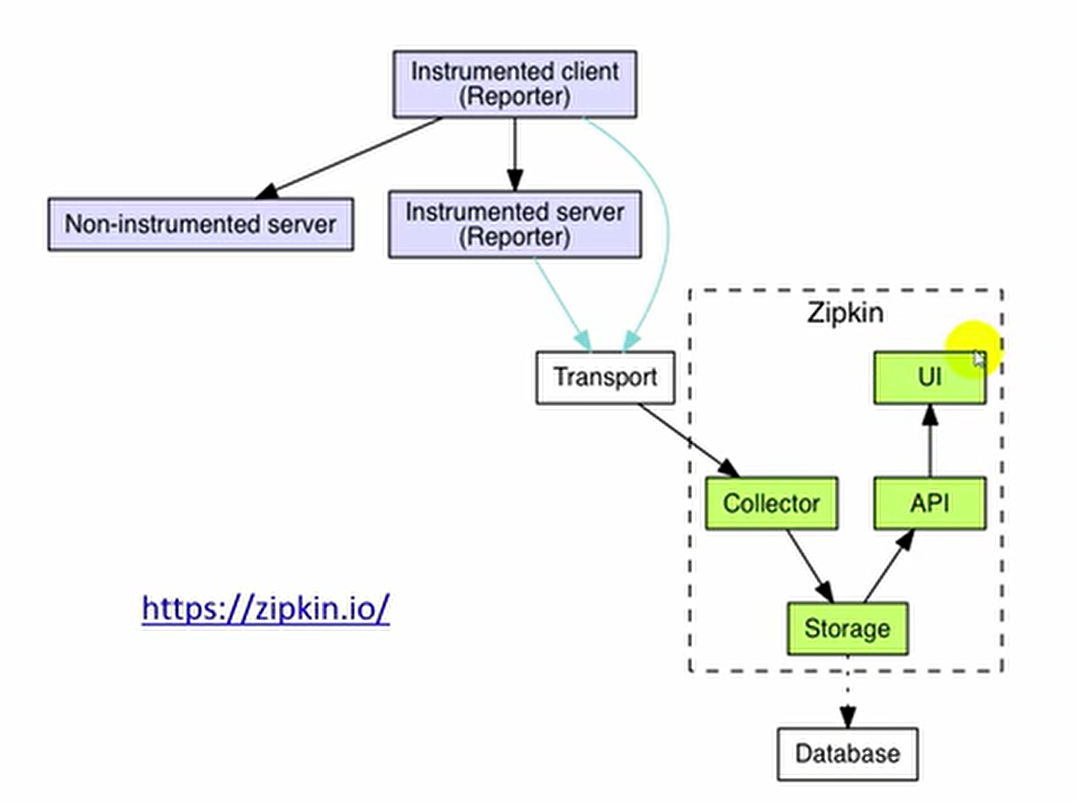 Instrumented client
(Reporter)
Non-instrumented server
Instrumented server
(Reporter)
Zipkin
Transport
UI
Collector
API
https://zipkin.io/
Storage
Database